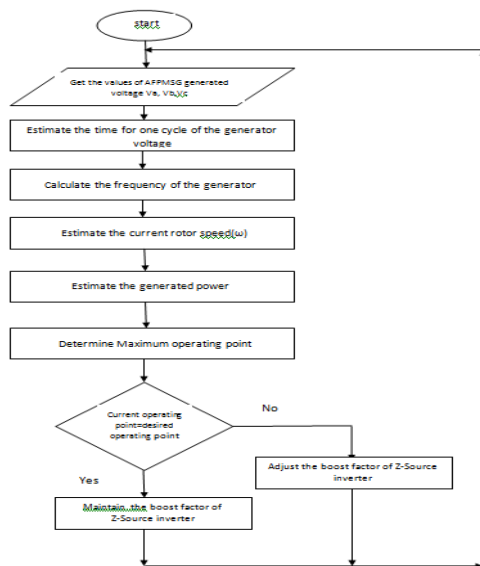 start
Get the values of AFPMSG generated
voltage Va, Vb,Vc
Estimate the time for one cycle of the generator
voltage
Calculate the frequency of the generator
Estimate the current rotor speed(ω)
Estimate the generated power
Determine Maximum operating point
Current operating
point=desired
operating point
No
Adjust the boost factor of Z-Source
inverter
Yes
Maintain the boost factor of
Z-Source inverter